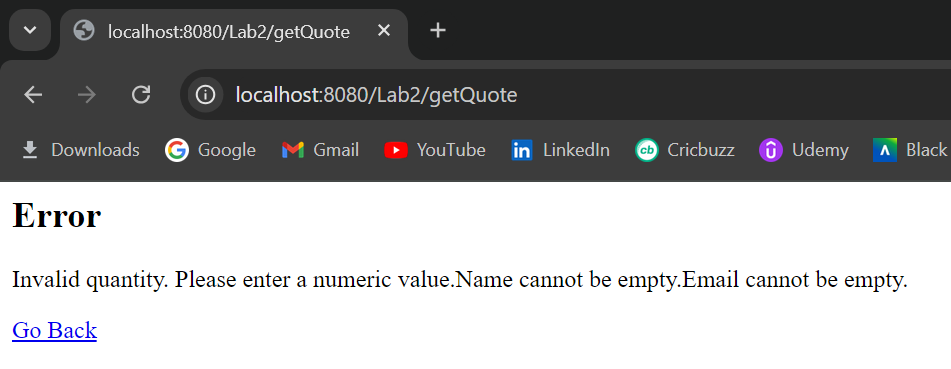 localhost:8080/Lab2/getQuote
localhost:8080/Lab2/getQuote
Downloads Google Gmail YouTube LinkedIn Cricbuzz Udemy Black
Error
Invalid quantity. Please enter a numeric value.Name cannot be empty.Email cannot be empty.
Go Back